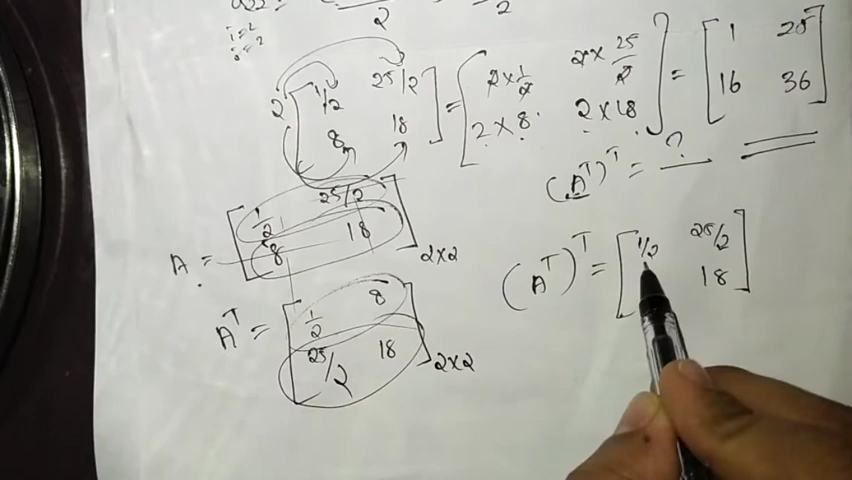 a22 = 2 2
i=2
j=2
2 [ 1/2 25/2 ] = [ 2 × 1/2 2 × 25/2 ] = [ 1 25 ]
[ 8 18 ] [ 2 × 8 2 × 18 ] [ 16 36 ]
(A^T)^T = ?
A = [ 1/2 25/2 ]
[ 8 18 ] 2×2
(A^T)^T = [ 1/2 25/2 ]
[ 18 ]
A^T = [ 1/2 8 ]
[ 25/2 18 ] 2×2